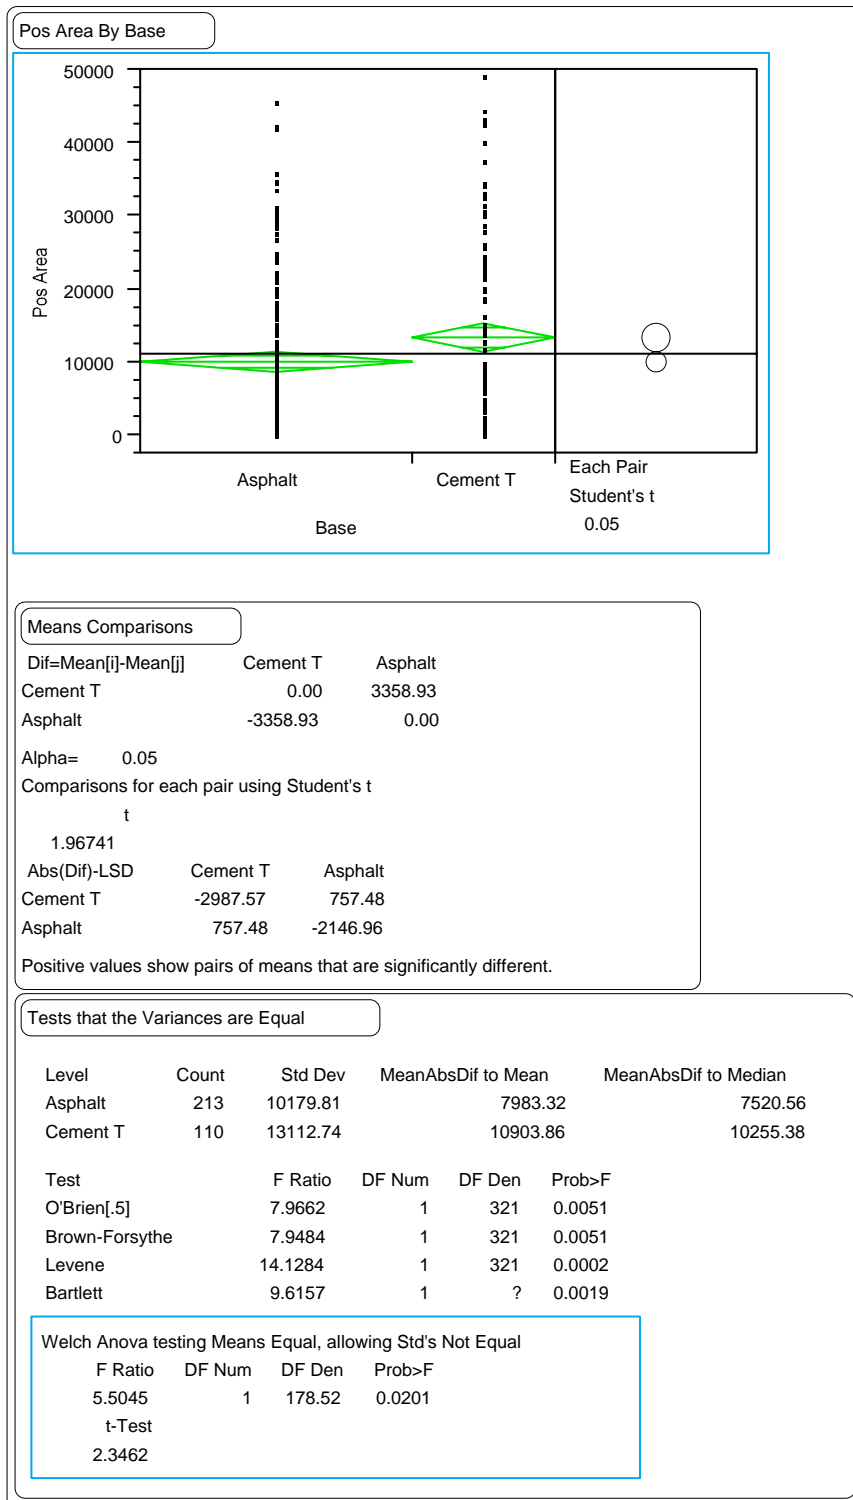 Pos Area By Base
50000
40000
30000
20000
10000
0
Pos Area
Asphalt Cement T
Each Pair
Student's t
0.05
Base
Means Comparisons
Dif=Mean[i]-Mean[j] Cement T Asphalt
Cement T 0.00 3358.93
Asphalt -3358.93 0.00
Alpha= 0.05
Comparisons for each pair using Student's t
t
1.96741
Abs(Dif)-LSD Cement T Asphalt
Cement T -2987.57 757.48
Asphalt 757.48 -2146.96
Positive values show pairs of means that are significantly different.
Tests that the Variances are Equal
Level Count Std Dev MeanAbsDif to Mean MeanAbsDif to Median
Asphalt 213 10179.81 7983.32 7520.56
Cement T 110 13112.74 10903.86 10255.38
Test F Ratio DF Num DF Den Prob>F
O'Brien[.5] 7.9662 1 321 0.0051
Brown-Forsythe 7.9484 1 321 0.0051
Levene 14.1284 1 321 0.0002
Bartlett 9.6157 1 ? 0.0019
Welch Anova testing Means Equal, allowing Std's Not Equal
F Ratio DF Num DF Den Prob>F
5.5045 1 178.52 0.0201
t-Test
2.3462